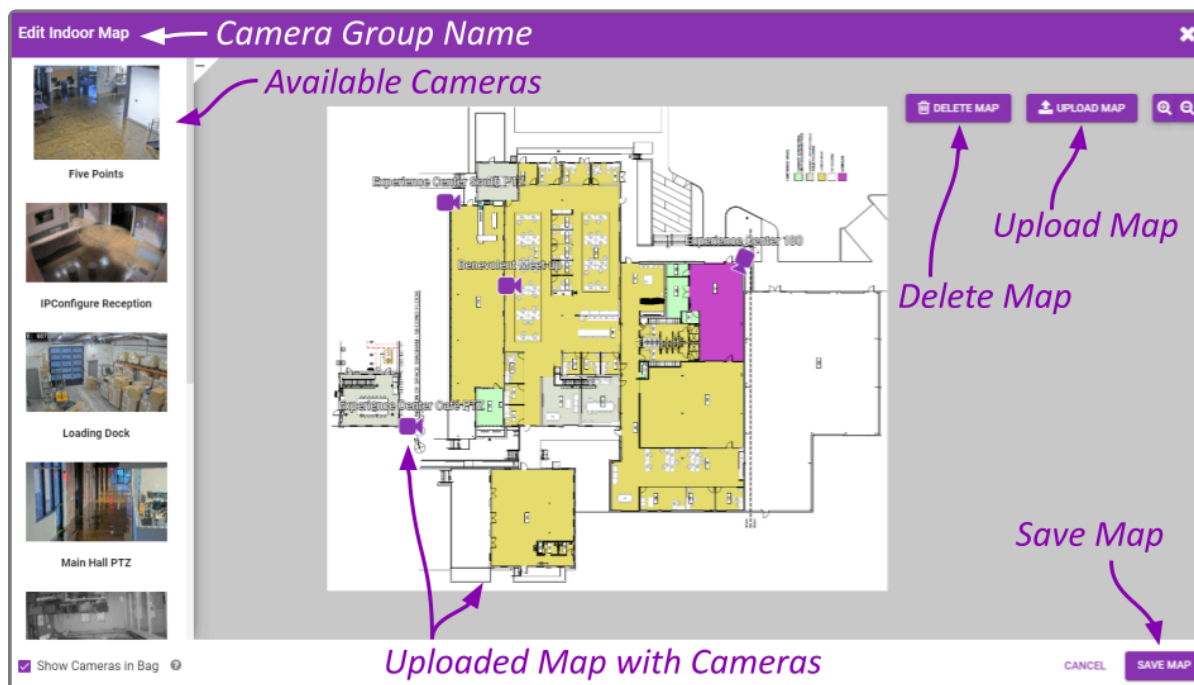 Edit Indoor Map
Camera Group Name
Available Cameras
Five Points
IPConfigure Reception
Loading Dock
Main Hall PTZ
Show Cameras in Bag
DELETE MAP
UPLOAD MAP
Upload Map
Delete Map
Experience Center South PTZ
Experience Center 180
Benevolent Meet-up
Experience Center Café PTZ
Save Map
Uploaded Map with Cameras
CANCEL
SAVE MAP